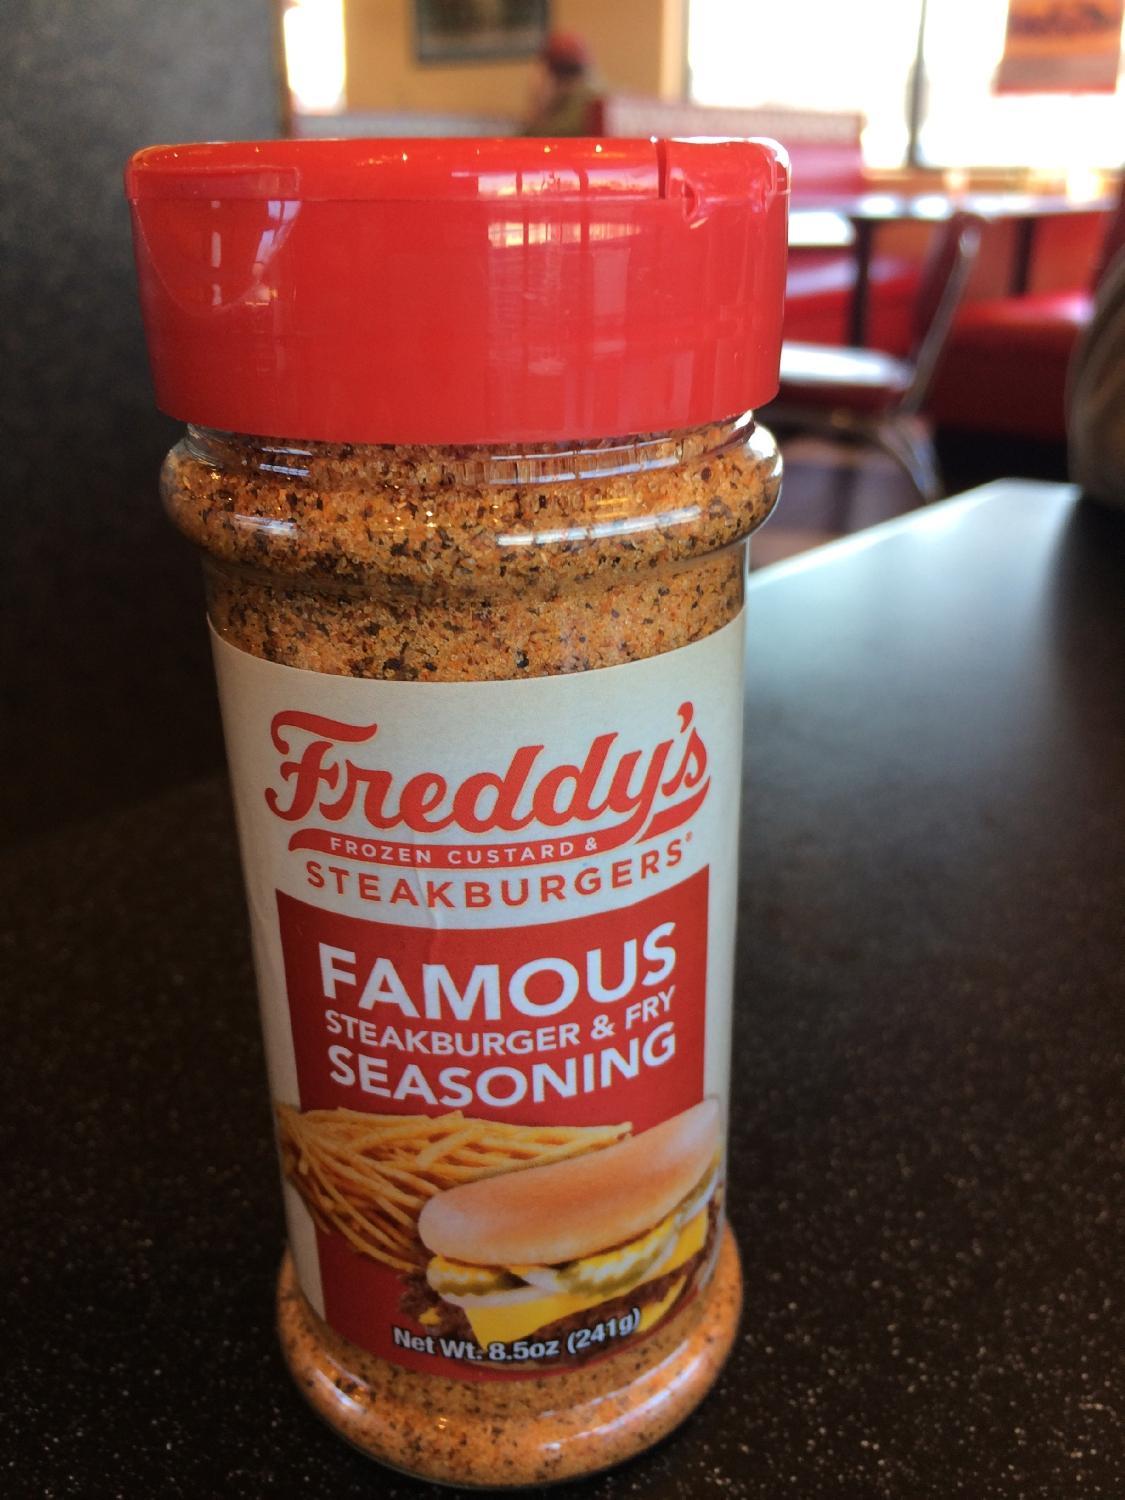 Freddy's
FROZEN CUSTARD &
STEAKBURGERS®
FAMOUS
STEAKBURGER & FRY
SEASONING
Net Wt. 8.5oz (241g)